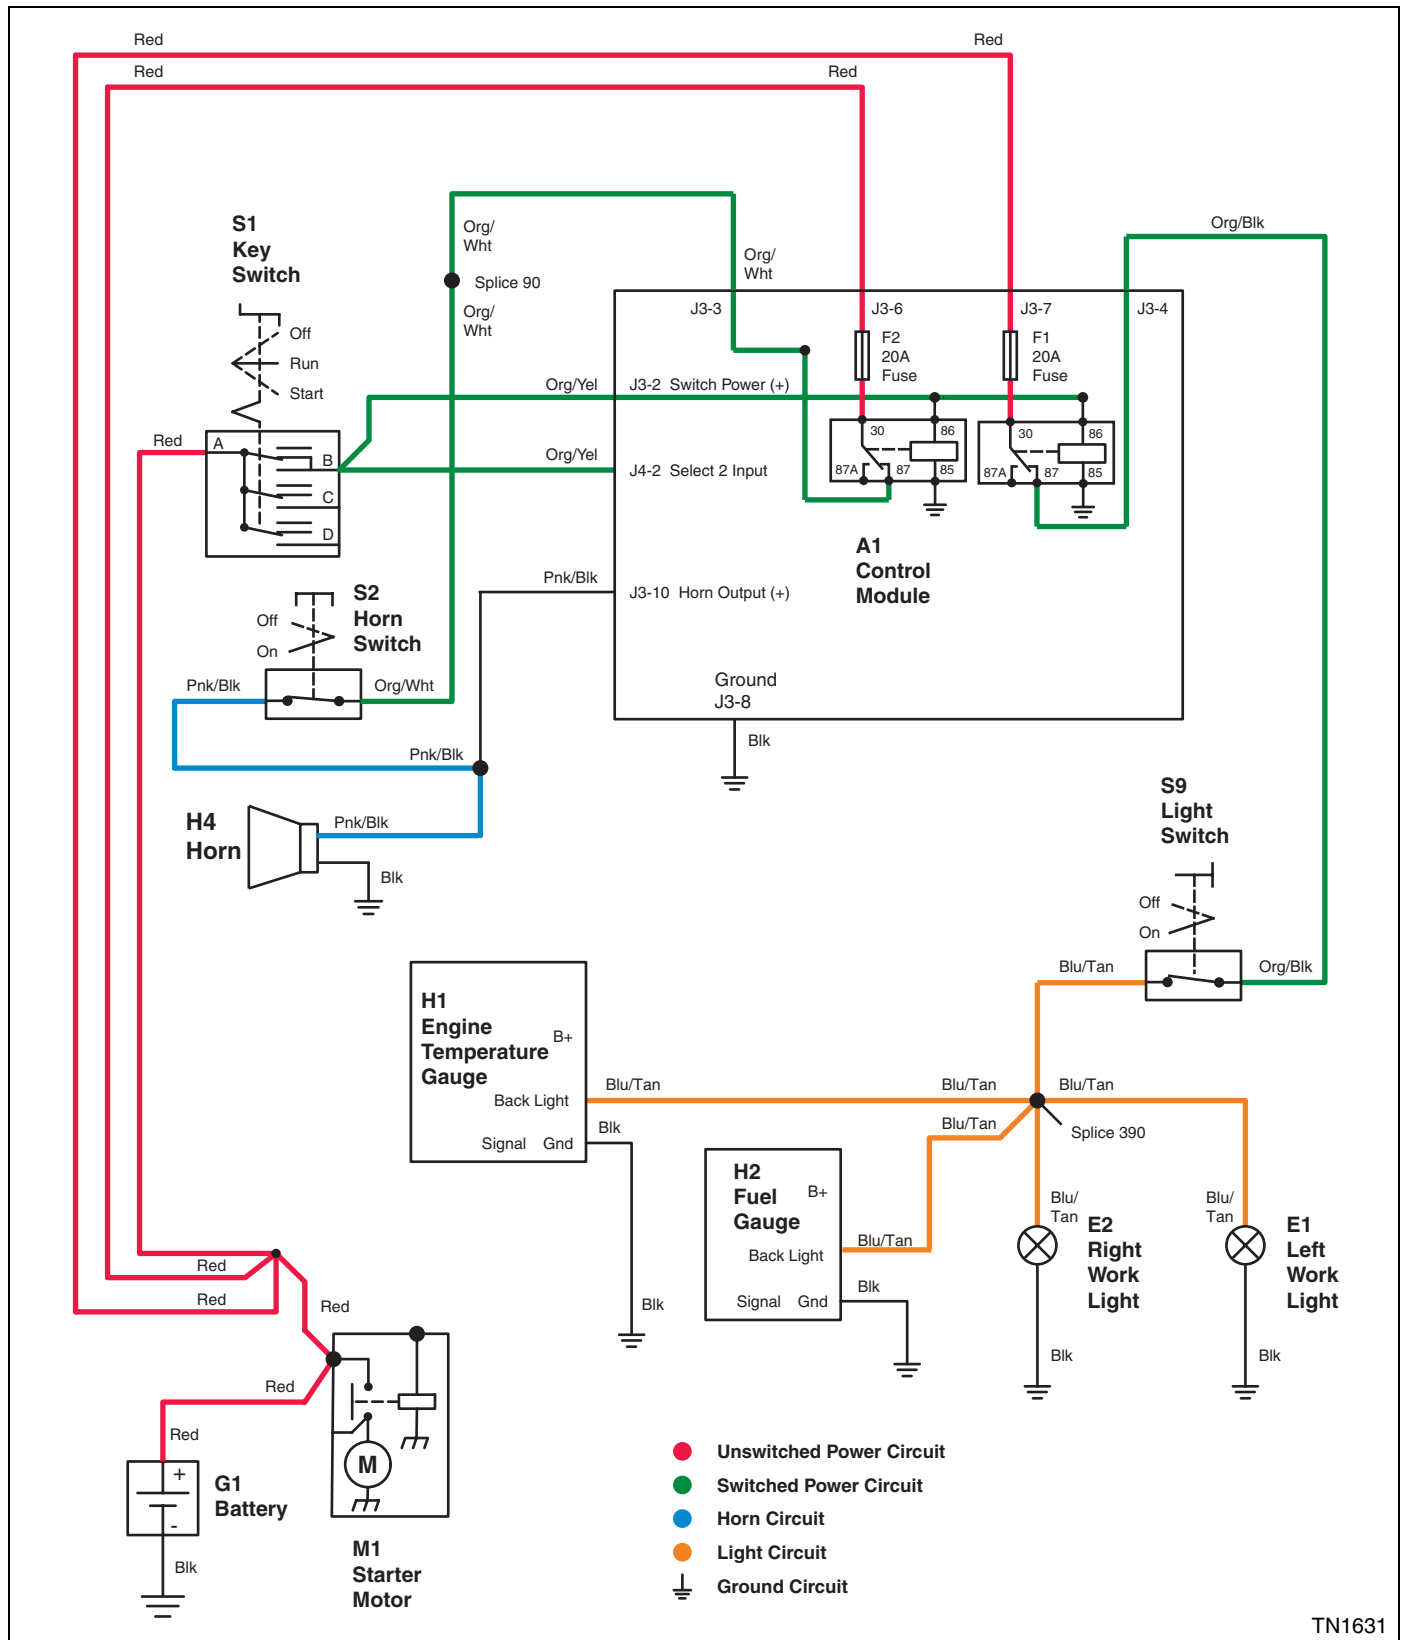 Red
Red
Red
Red
S1
Key
Switch
Off
Run
Start
Org/
Wht
Splice 90
Org/
Wht
Org/
Wht
Org/Blk
J3-3
J3-6
J3-7
J3-4
F2
20A
Fuse
F1
20A
Fuse
Org/Yel
J3-2 Switch Power (+)
Red
A
B
C
D
30
86
87A
87
85
30
86
87A
87
85
Org/Yel
J4-2 Select 2 Input
A1
Control
Module
Pnk/Blk
J3-10 Horn Output (+)
S2
Horn
Switch
Off
On
Pnk/Blk
Org/Wht
Ground
J3-8
Blk
Pnk/Blk
H4
Horn
Pnk/Blk
Blk
S9
Light
Switch
Off
On
Blu/Tan
Org/Blk
H1
Engine
Temperature
Gauge
B+
Back Light
Signal Gnd
Blu/Tan
Blk
Blk
Blu/Tan
Blu/Tan
Blu/Tan
Splice 390
H2
Fuel
Gauge
B+
Back Light
Signal Gnd
Blu/Tan
Blk
Blu/
Tan
E2
Right
Work
Light
Blu/
Tan
E1
Left
Work
Light
Blk
Blk
Red
Red
Red
Red
Red
+
-
G1
Battery
Blk
M
M1
Starter
Motor
Unswitched Power Circuit
Switched Power Circuit
Horn Circuit
Light Circuit
Ground Circuit
TN1631